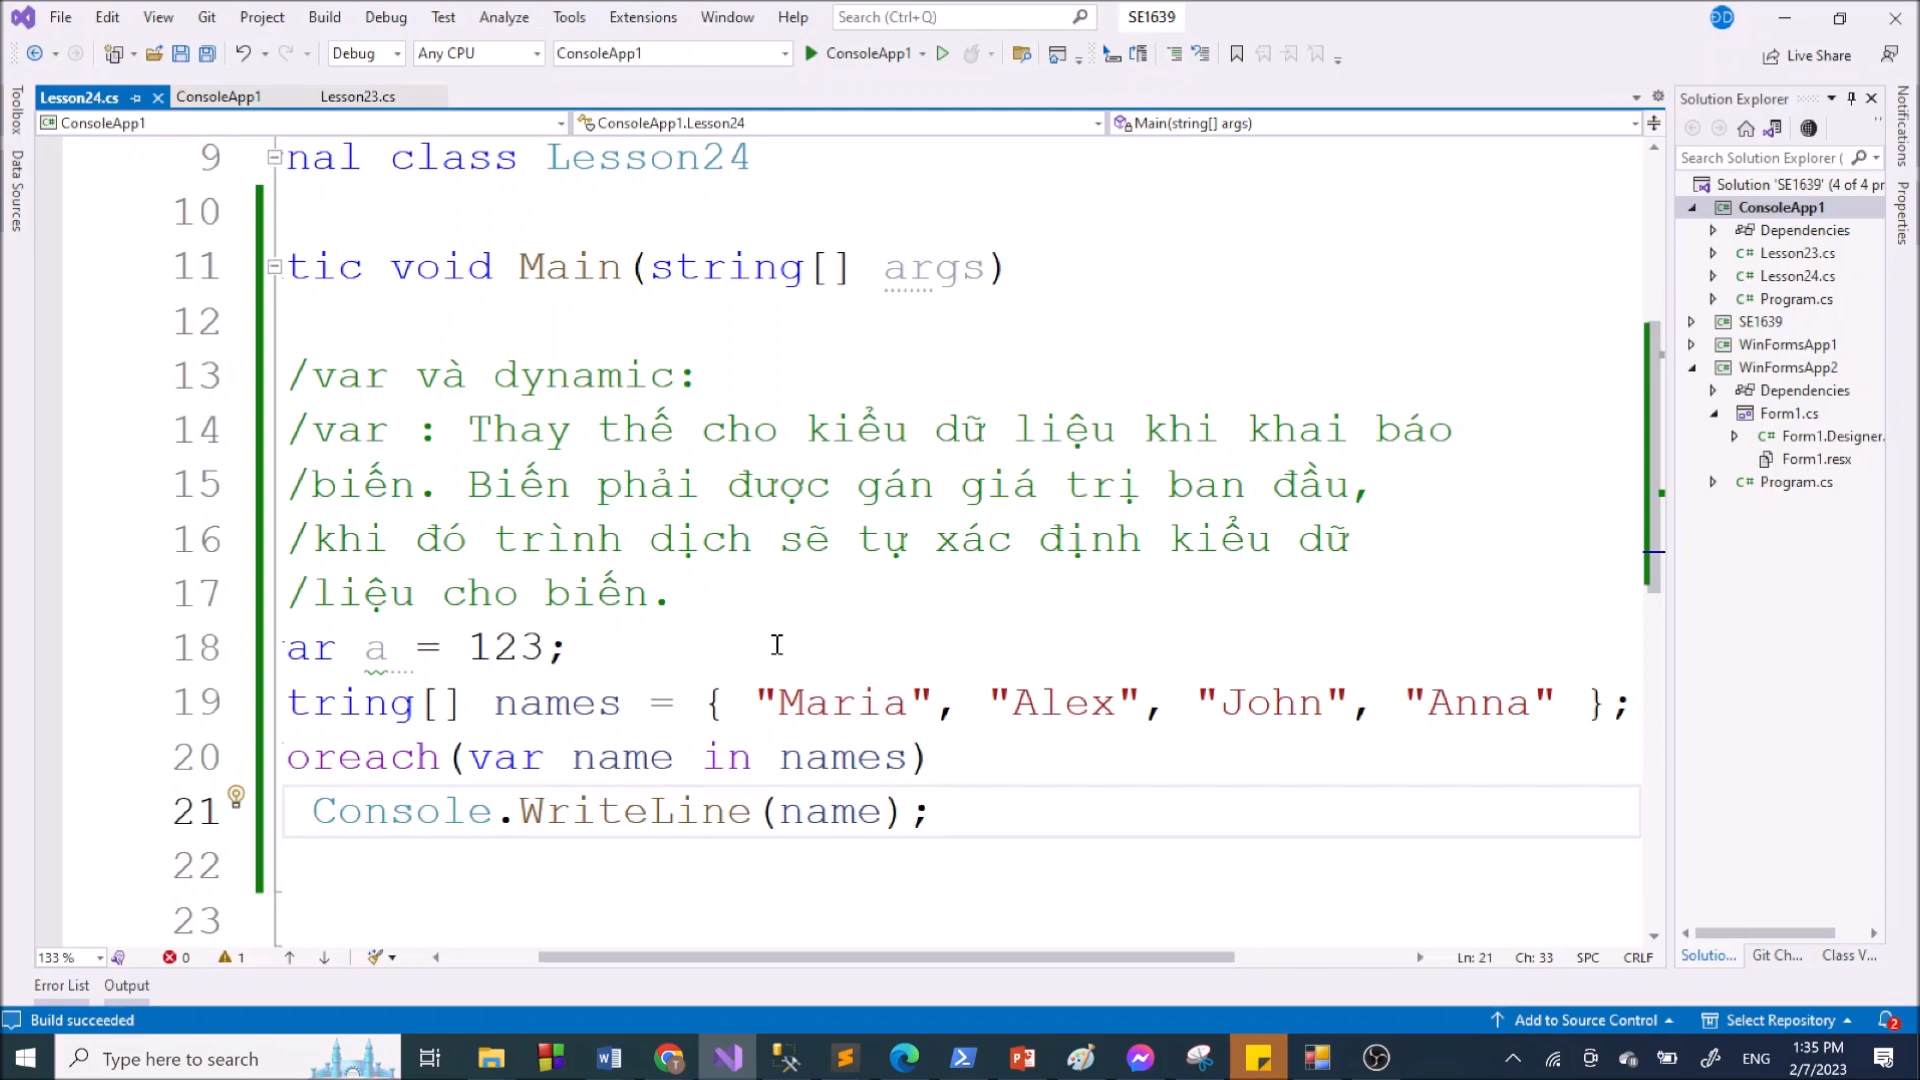 File Edit View Git Project Build Debug Test Analyze Tools Extensions Window Help Search (Ctrl+Q) SE1639 ĐD
Debug Any CPU ConsoleApp1 ConsoleApp1 Live Share
Toolbox
Data Sources
Lesson24.cs ConsoleApp1 Lesson23.cs
ConsoleApp1 ConsoleApp1.Lesson24 Main(string[] args)
9 nal class Lesson24
10
11 tic void Main(string[] args)
12
13 /var và dynamic:
14 /var : Thay thế cho kiểu dữ liệu khi khai báo
15 /biến. Biến phải được gán giá trị ban đầu,
16 /khi đó trình dịch sẽ tự xác định kiểu dữ
17 /liệu cho biến.
18 ar a = 123;
19 tring[] names = { "Maria", "Alex", "John", "Anna" };
20 oreach(var name in names)
21 Console.WriteLine(name);
22
23
133 % 0 1 Ln: 21 Ch: 33 SPC CRLF
Solution Explorer
Search Solution Explorer (
Solution 'SE1639' (4 of 4 pr
ConsoleApp1
Dependencies
C# Lesson23.cs
C# Lesson24.cs
C# Program.cs
SE1639
WinFormsApp1
WinFormsApp2
Dependencies
Form1.cs
C# Form1.Designer.
Form1.resx
C# Program.cs
Solutio... Git Ch... Class V...
Notifications
Properties
Error List Output
Build succeeded Add to Source Control Select Repository 2
Type here to search ENG 1:35 PM
2/7/2023